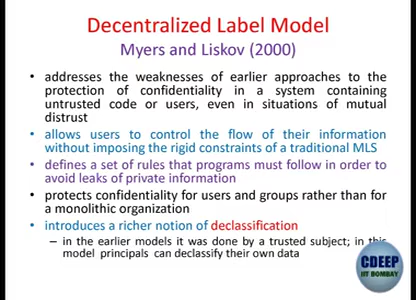 Decentralized Label Model
Myers and Liskov (2000)
• addresses the weaknesses of earlier approaches to the
protection of confidentiality in a system containing
untrusted code or users, even in situations of mutual
distrust
• allows users to control the flow of their information
without imposing the rigid constraints of a traditional MLS
• defines a set of rules that programs must follow in order to
avoid leaks of private information
• protects confidentiality for users and groups rather than for
a monolithic organization
• introduces a richer notion of declassification
– in the earlier models it was done by a trusted subject; in this
model principals can declassify their own data
CDEEP
IIT BOMBAY